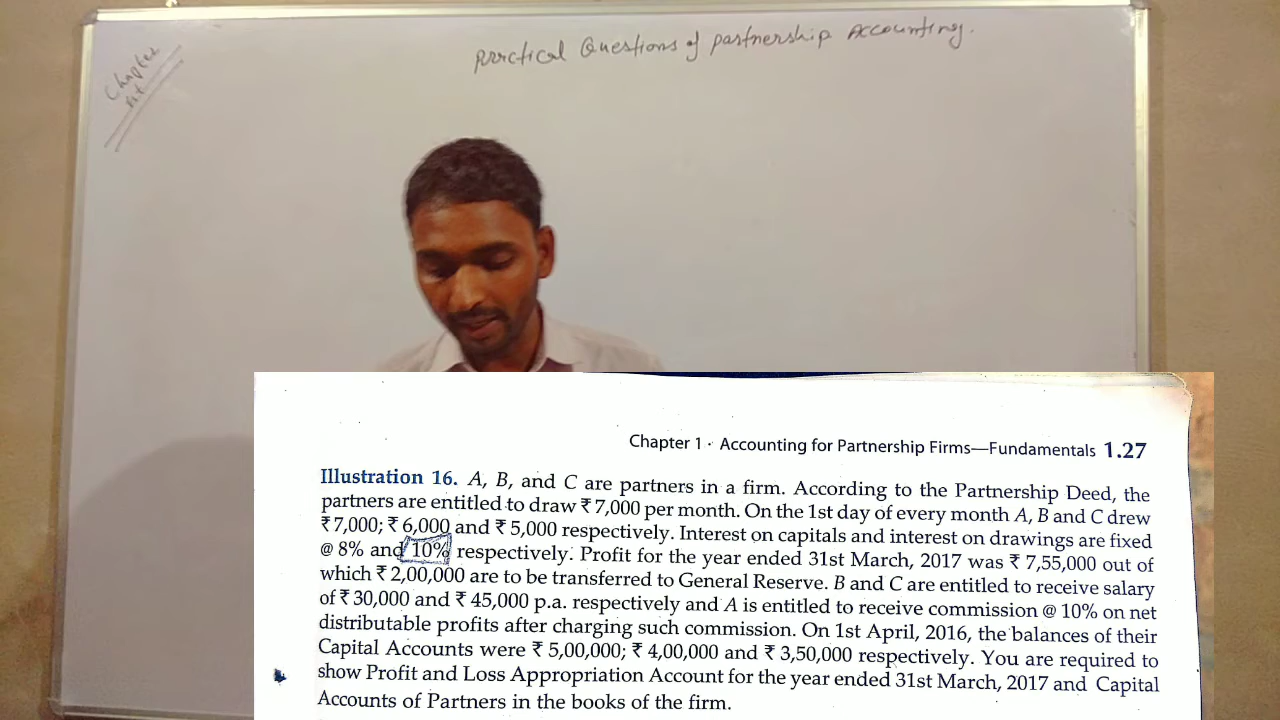 Practical Questions of partnership Accounting.
Chapter
1st
Chapter 1 · Accounting for Partnership Firms—Fundamentals 1.27
Illustration 16. A, B, and C are partners in a firm. According to the Partnership Deed, the
partners are entitled to draw ₹ 7,000 per month. On the 1st day of every month A, B and C drew
₹ 7,000; ₹ 6,000 and ₹ 5,000 respectively. Interest on capitals and interest on drawings are fixed
@ 8% and 10% respectively. Profit for the year ended 31st March, 2017 was ₹ 7,55,000 out of
which ₹ 2,00,000 are to be transferred to General Reserve. B and C are entitled to receive salary
of ₹ 30,000 and ₹ 45,000 p.a. respectively and A is entitled to receive commission @ 10% on net
distributable profits after charging such commission. On 1st April, 2016, the balances of their
Capital Accounts were ₹ 5,00,000; ₹ 4,00,000 and ₹ 3,50,000 respectively. You are required to
show Profit and Loss Appropriation Account for the year ended 31st March, 2017 and Capital
Accounts of Partners in the books of the firm.